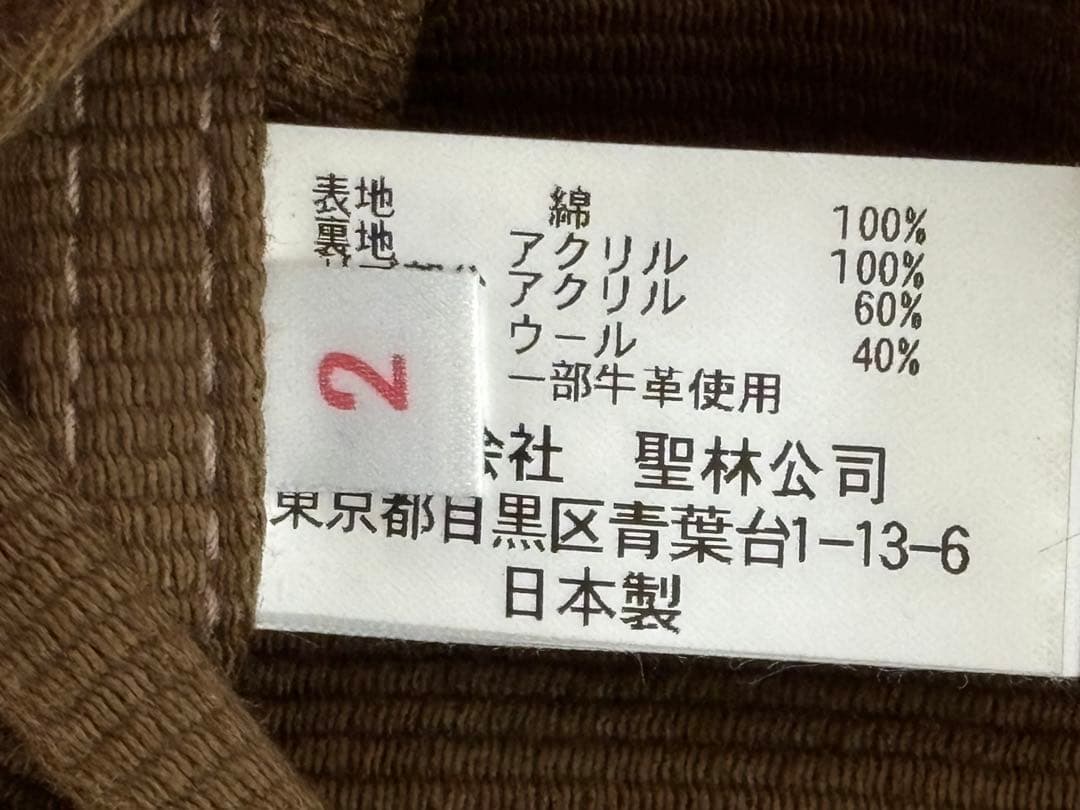 表地 綿 100%
裏地 アクリル 100%
アクリル 60%
ウール 40%
一部牛革使用
会社 聖林公司
東京都目黒区青葉台1-13-6
日本製
2